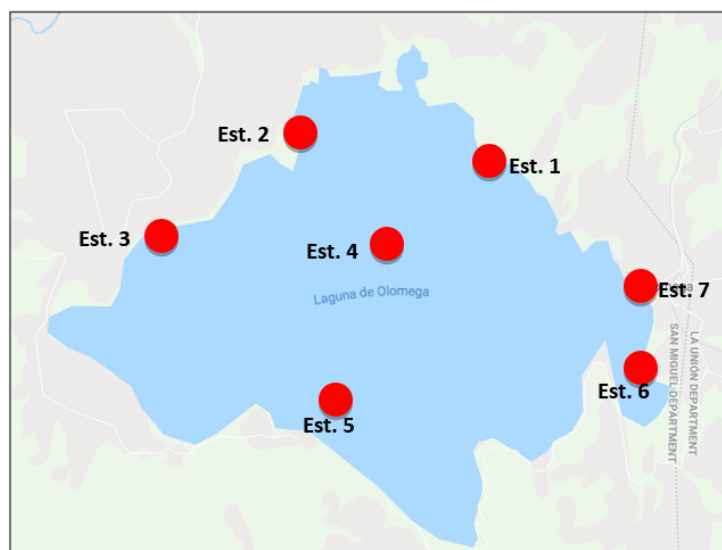 Est. 2
Est. 1
Est. 3
Est. 4
Laguna de Olomega
Est. 7
Est. 6
Est. 5
SAN MIGUEL DEPARTMENT
LA UNIÓN DEPARTMENT